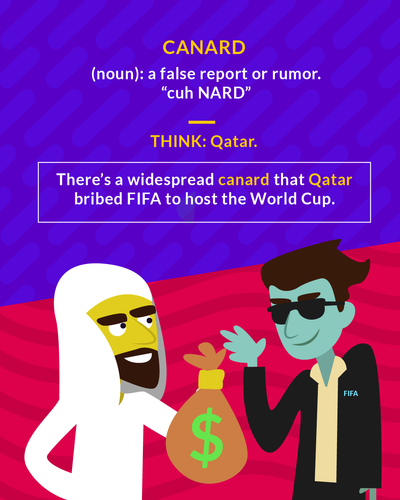 CANARD
(noun): a false report or rumor.
“cuh NARD”
THINK: Qatar.
There’s a widespread canard that Qatar
bribed FIFA to host the World Cup.
$
FIFA